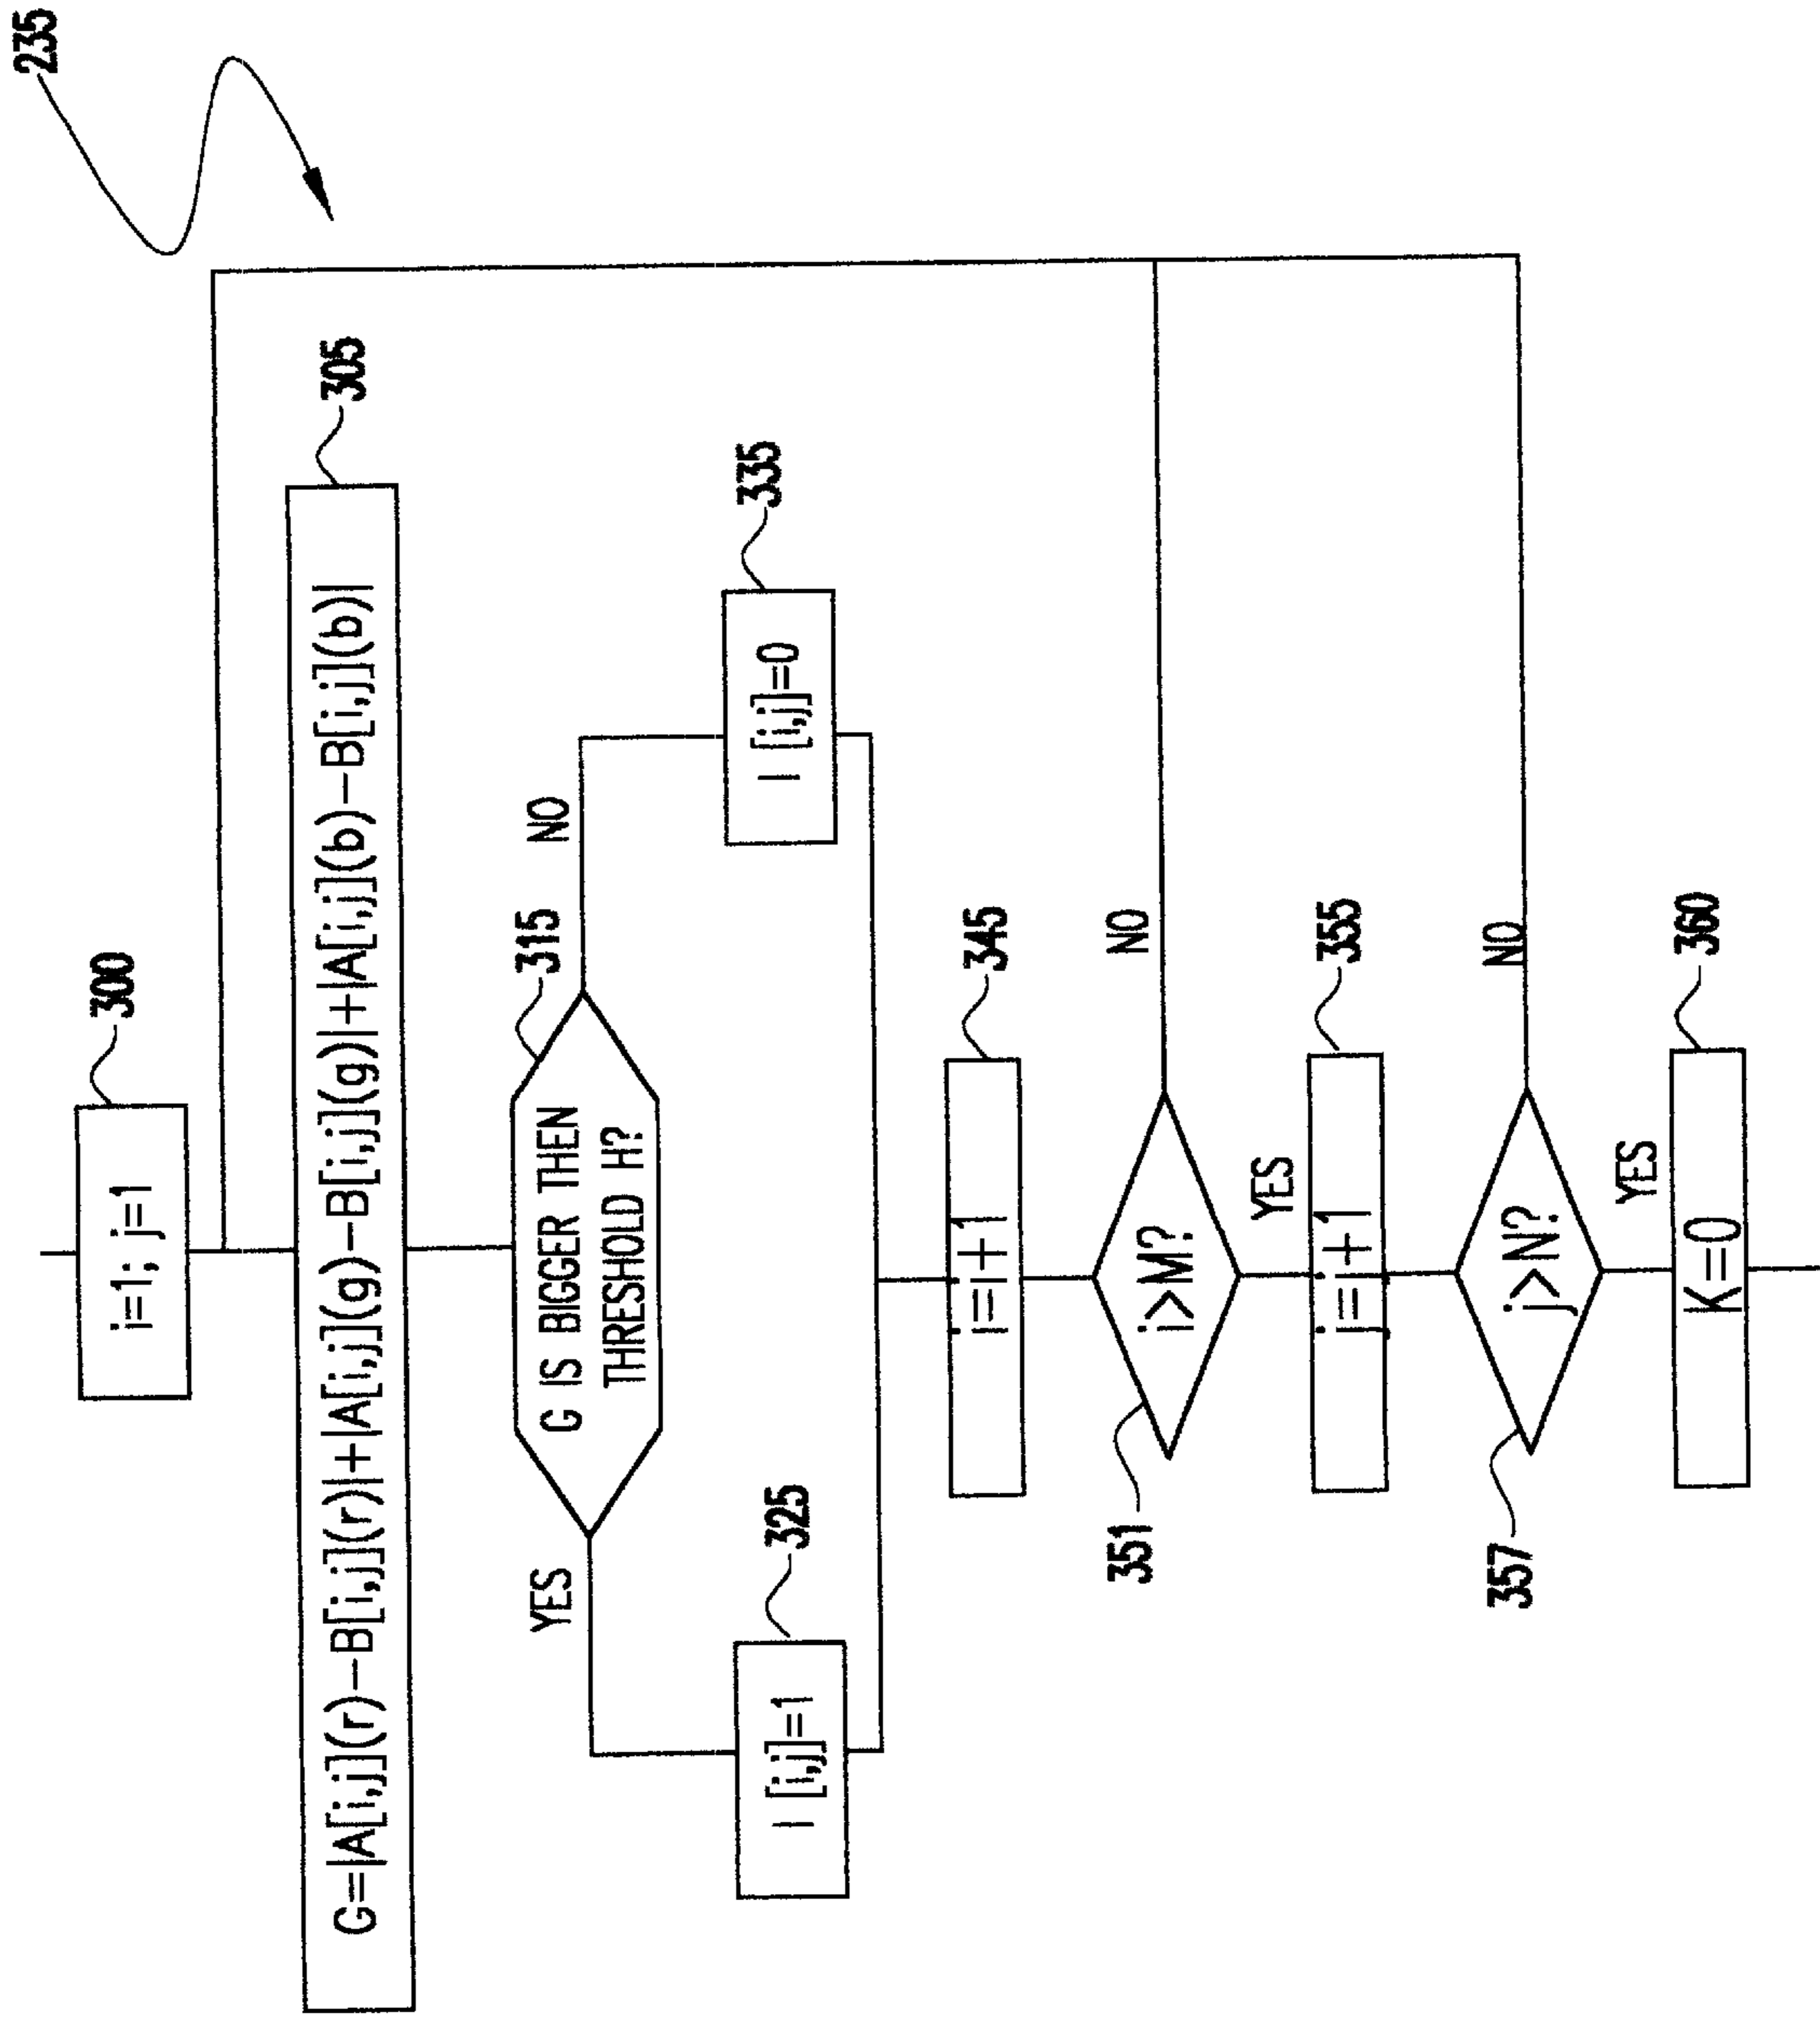 235
300
i=1; j=1
305
G=|A[i,j](r)-B[i,j](r)|+|A[i,j](g)-B[i,j](g)|+|A[i,j](b)-B[i,j](b)|
315
G IS BIGGER THEN
THRESHOLD H?
YES
NO
325
I [i,j]=1
335
I [i,j]=0
345
i=i+1
351
i>M?
NO
YES
355
j=j+1
357
j>N?
NO
YES
360
K=0